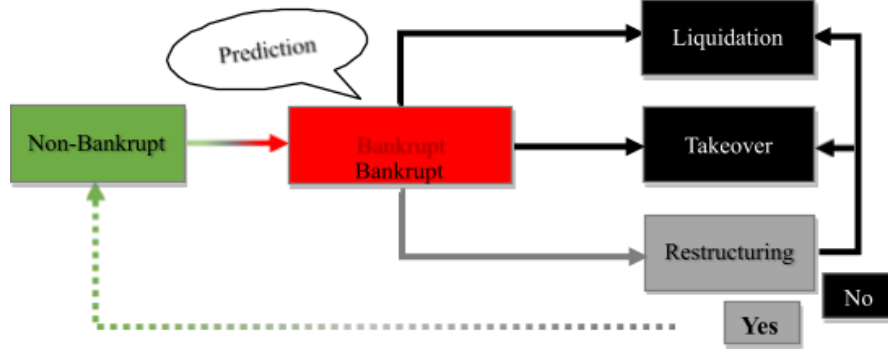 Prediction
Liquidation
Non-Bankrupt
Bankrupt
Bankrupt
Takeover
Restructuring
No
Yes